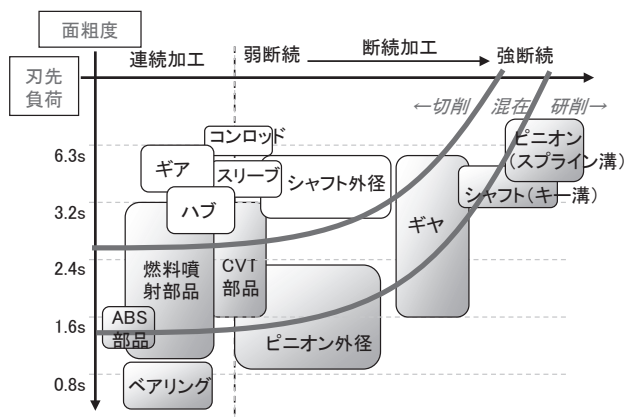 面粗度
刃先
負荷
連続加工
弱断続
断続加工
強断続
←切削
混在
研削→
6.3s
3.2s
2.4s
1.6s
0.8s
コンロッド
ギア
スリーブ
シャフト外径
ハブ
ピニオン
(スプライン溝)
シャフト(キー溝)
ギヤ
燃料噴
射部品
CVT
部品
ABS
部品
ピニオン外径
ベアリング